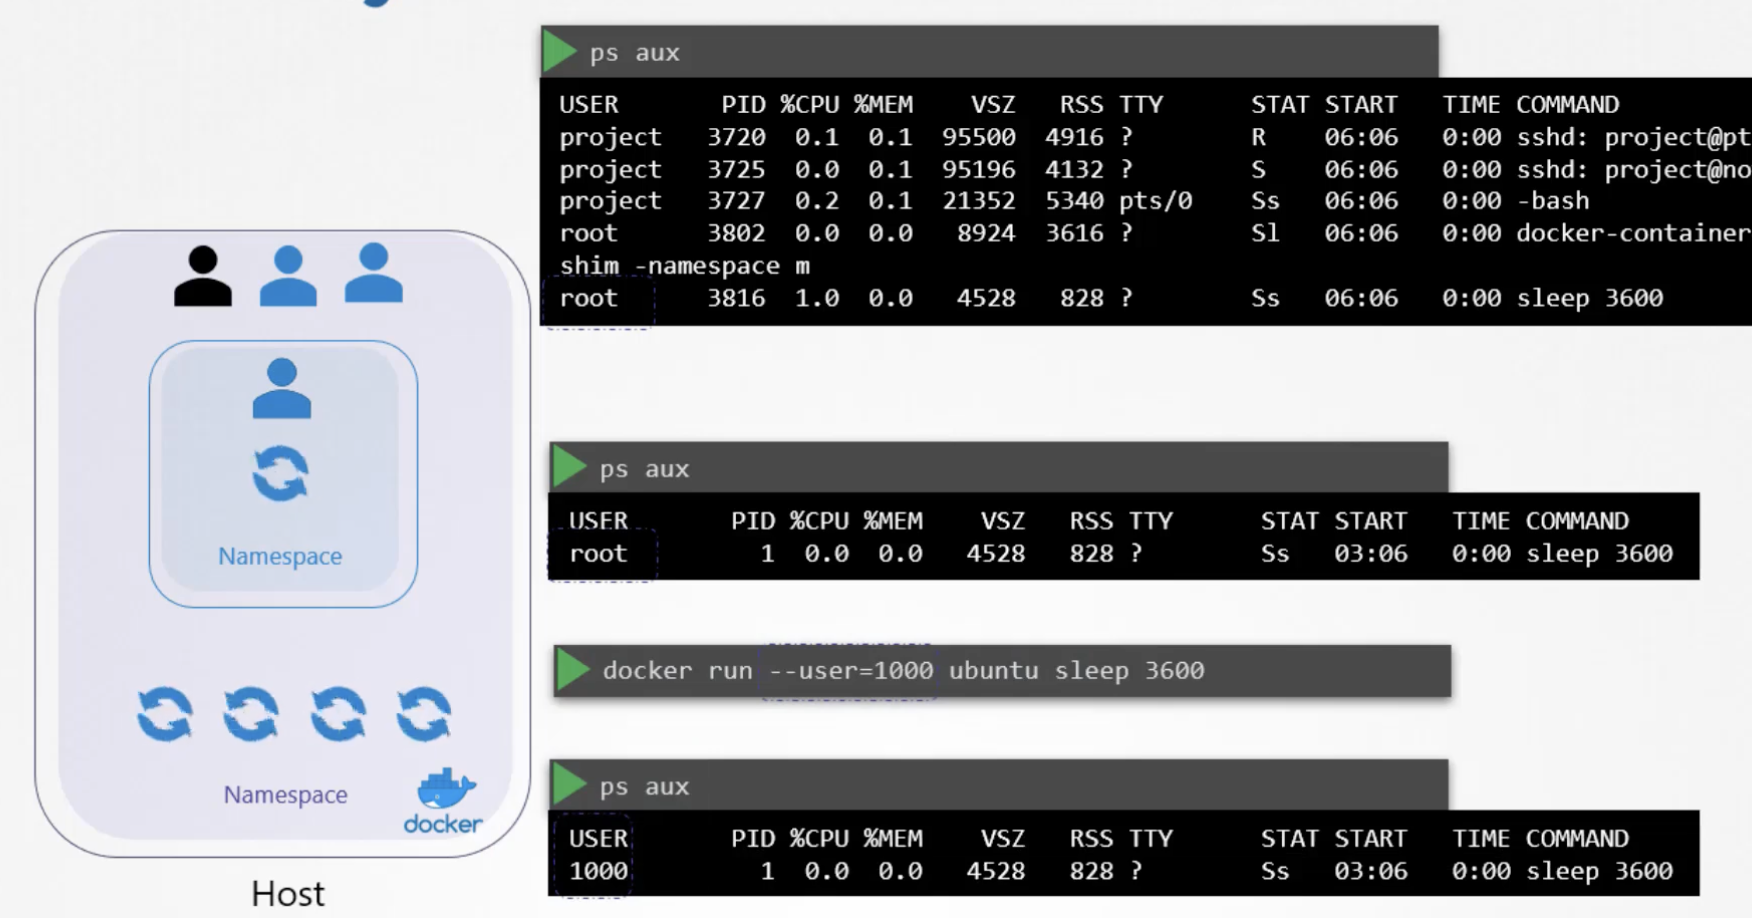 ps aux
USER PID %CPU %MEM VSZ RSS TTY STAT START TIME COMMAND
project 3720 0.1 0.1 95500 4916 ? R 06:06 0:00 sshd: project@pt
project 3725 0.0 0.1 95196 4132 ? S 06:06 0:00 sshd: project@no
project 3727 0.2 0.1 21352 5340 pts/0 Ss 06:06 0:00 -bash
root 3802 0.0 0.0 8924 3616 ? Sl 06:06 0:00 docker-container
shim -namespace m
root 3816 1.0 0.0 4528 828 ? Ss 06:06 0:00 sleep 3600
ps aux
USER PID %CPU %MEM VSZ RSS TTY STAT START TIME COMMAND
root 1 0.0 0.0 4528 828 ? Ss 03:06 0:00 sleep 3600
docker run --user=1000 ubuntu sleep 3600
ps aux
USER PID %CPU %MEM VSZ RSS TTY STAT START TIME COMMAND
1000 1 0.0 0.0 4528 828 ? Ss 03:06 0:00 sleep 3600
Namespace
Namespace
docker
Host